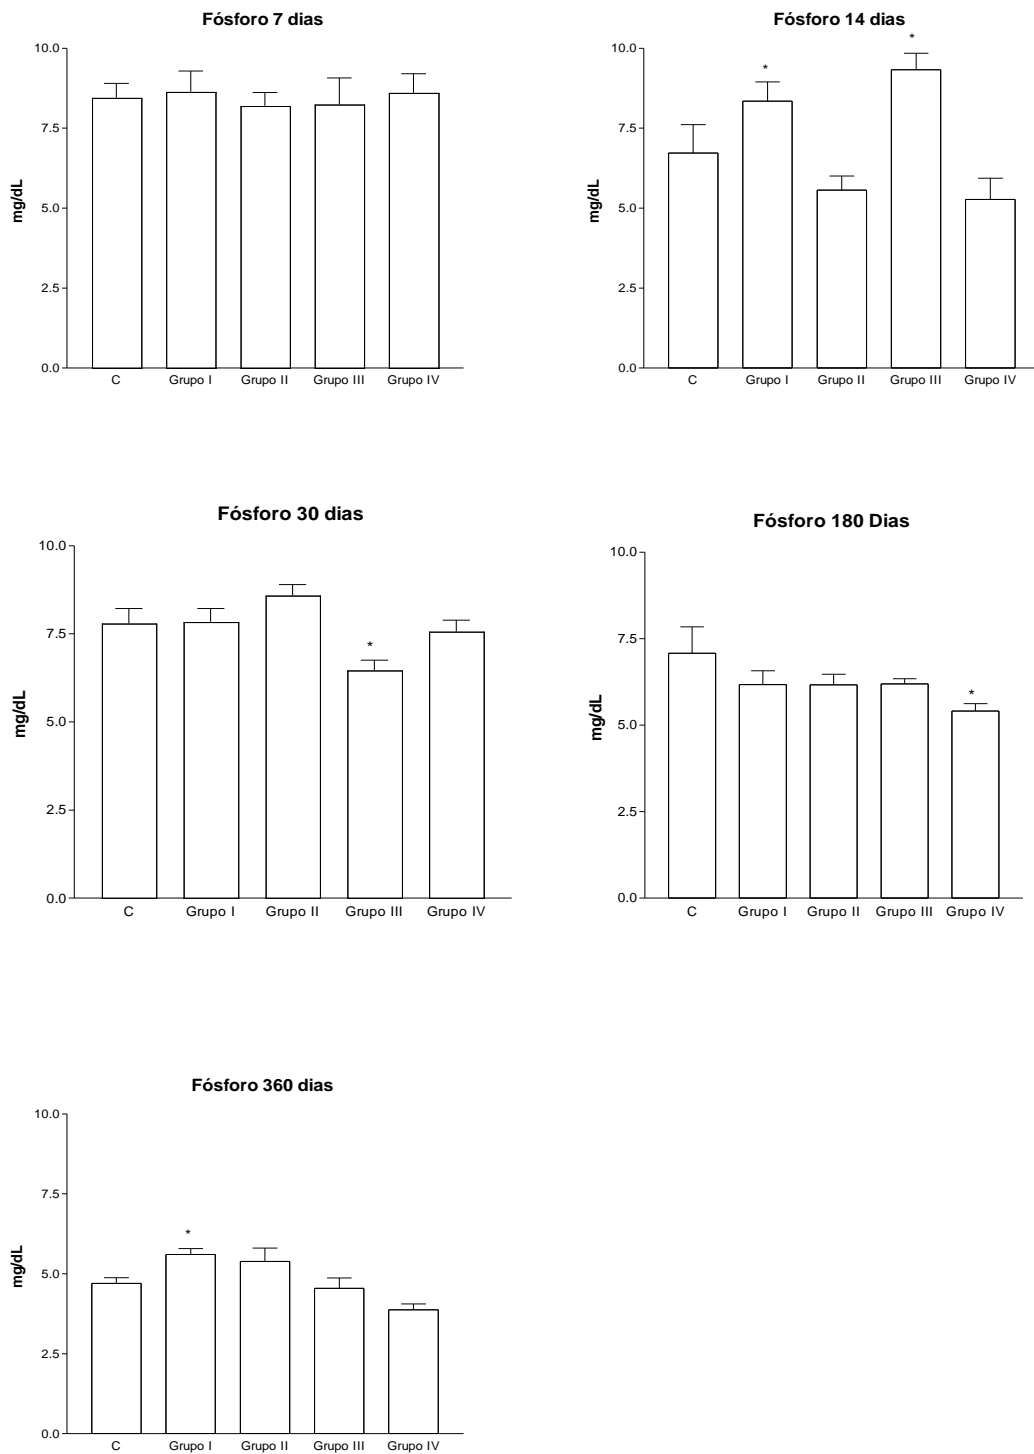 Fósforo 7 dias
10.0
7.5
5.0
2.5
0.0
mg/dL
C Grupo I Grupo II Grupo III Grupo IV
Fósforo 14 dias
10.0
7.5
5.0
2.5
0.0
mg/dL
* *
C Grupo I Grupo II Grupo III Grupo IV
Fósforo 30 dias
10.0
7.5
5.0
2.5
0.0
mg/dL
*
C Grupo I Grupo II Grupo III Grupo IV
Fósforo 180 Dias
10.0
7.5
5.0
2.5
0.0
mg/dL
*
C Grupo I Grupo II Grupo III Grupo IV
Fósforo 360 dias
10.0
7.5
5.0
2.5
0.0
mg/dL
*
C Grupo I Grupo II Grupo III Grupo IV